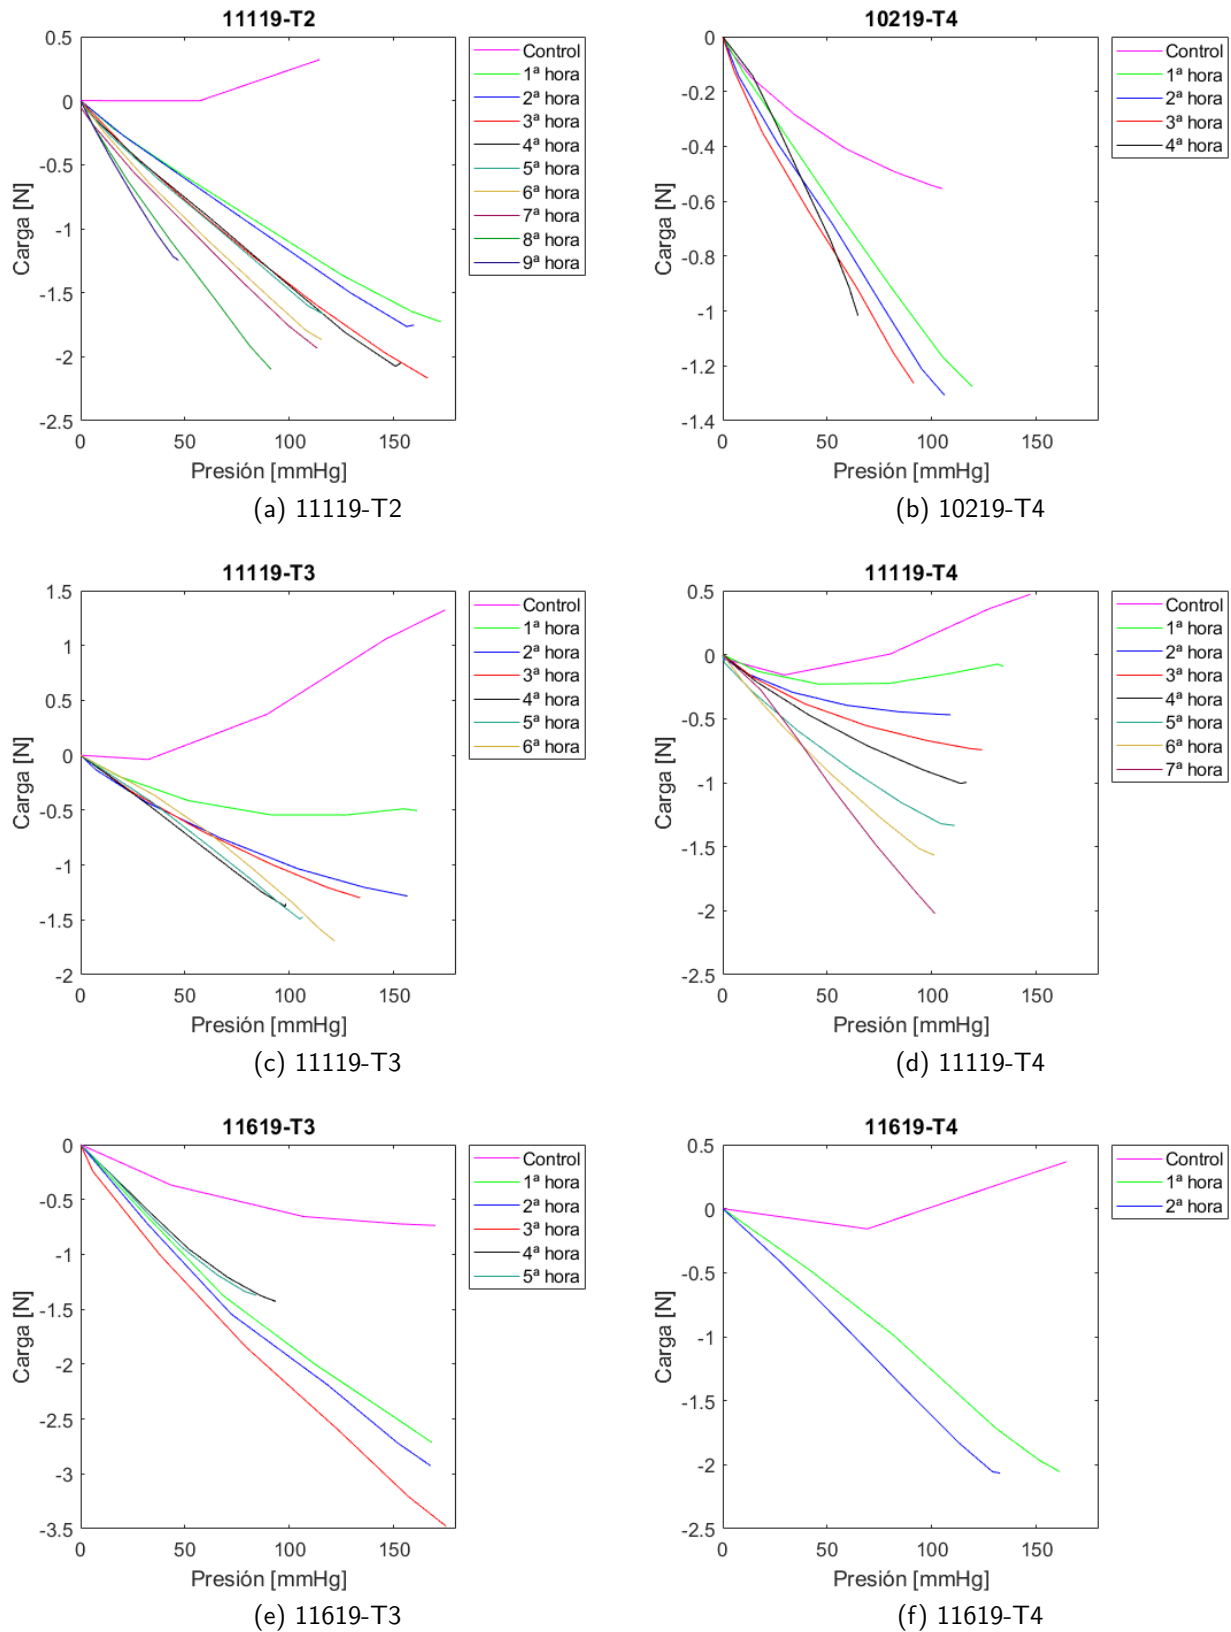 11119-T2
0.5
0
-0.5
-1
-1.5
-2
-2.5
Carga [N]
0 50 100 150
Presión [mmHg]
Control
1ª hora
2ª hora
3ª hora
4ª hora
5ª hora
6ª hora
7ª hora
8ª hora
9ª hora
(a) 11119-T2
10219-T4
0
-0.2
-0.4
-0.6
-0.8
-1
-1.2
-1.4
Carga [N]
0 50 100 150
Presión [mmHg]
Control
1ª hora
2ª hora
3ª hora
4ª hora
(b) 10219-T4
11119-T3
1.5
1
0.5
0
-0.5
-1
-1.5
-2
Carga [N]
0 50 100 150
Presión [mmHg]
Control
1ª hora
2ª hora
3ª hora
4ª hora
5ª hora
6ª hora
(c) 11119-T3
11119-T4
0.5
0
-0.5
-1
-1.5
-2
-2.5
Carga [N]
0 50 100 150
Presión [mmHg]
Control
1ª hora
2ª hora
3ª hora
4ª hora
5ª hora
6ª hora
7ª hora
(d) 11119-T4
11619-T3
0
-0.5
-1
-1.5
-2
-2.5
-3
-3.5
Carga [N]
0 50 100 150
Presión [mmHg]
Control
1ª hora
2ª hora
3ª hora
4ª hora
5ª hora
(e) 11619-T3
11619-T4
0.5
0
-0.5
-1
-1.5
-2
-2.5
Carga [N]
0 50 100 150
Presión [mmHg]
Control
1ª hora
2ª hora
(f) 11619-T4